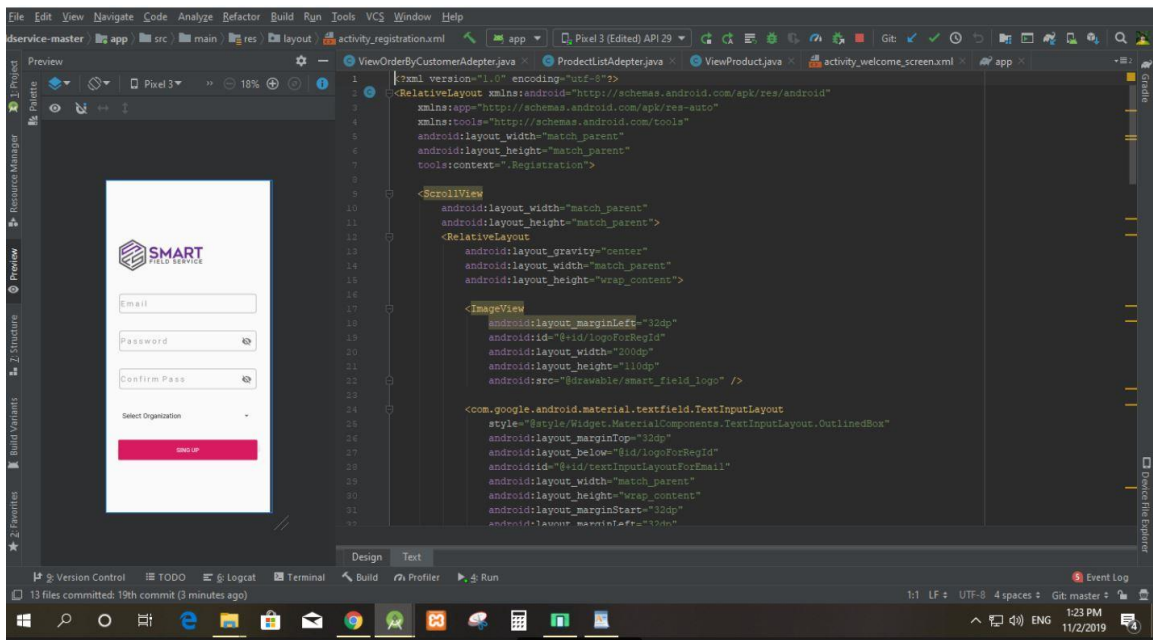 File Edit View Navigate Code Analyze Refactor Build Run Tools VCS Window Help
dservice-master app src main res layout activity_registration.xml app Pixel 3 (Edited) API 29 Git:
Preview
ViewOrderByCustomerAdepter.java ProdectListAdepter.java ViewProduct.java activity_welcome_screen.xml app
1: Project
Resource Manager
Preview
Z: Structure
Build Variants
2: Favorites
Palette
Pixel 3 18%
SMART
FIELD SERVICE
Email
Password
Confirm Pass
Select Organization
SING UP
1 <?xml version="1.0" encoding="utf-8"?>
2 <RelativeLayout xmlns:android="http://schemas.android.com/apk/res/android"
3 xmlns:app="http://schemas.android.com/apk/res-auto"
4 xmlns:tools="http://schemas.android.com/tools"
5 android:layout_width="match_parent"
6 android:layout_height="match_parent"
7 tools:context=".Registration">
8
9 <ScrollView
10 android:layout_width="match_parent"
11 android:layout_height="match_parent">
12 <RelativeLayout
13 android:layout_gravity="center"
14 android:layout_width="match_parent"
15 android:layout_height="wrap_content">
16
17 <ImageView
18 android:layout_marginLeft="32dp"
19 android:id="@+id/logoForRegId"
20 android:layout_width="200dp"
21 android:layout_height="110dp"
22 android:src="@drawable/smart_field_logo" />
23
24 <com.google.android.material.textfield.TextInputLayout
25 style="@style/Widget.MaterialComponents.TextInputLayout.OutlinedBox"
26 android:layout_marginTop="32dp"
27 android:layout_below="@id/logoForRegId"
28 android:id="@+id/textInputLayoutForEmail"
29 android:layout_width="match_parent"
30 android:layout_height="wrap_content"
31 android:layout_marginStart="32dp"
32 android:layout_marginLeft="32dp"
Gradle
Device File Explorer
Design Text
9: Version Control TODO 6: Logcat Terminal Build Profiler 4: Run 5 Event Log
13 files committed: 19th commit (3 minutes ago) 1:1 LF UTF-8 4 spaces Git: master
ENG
1:23 PM
11/2/2019
4